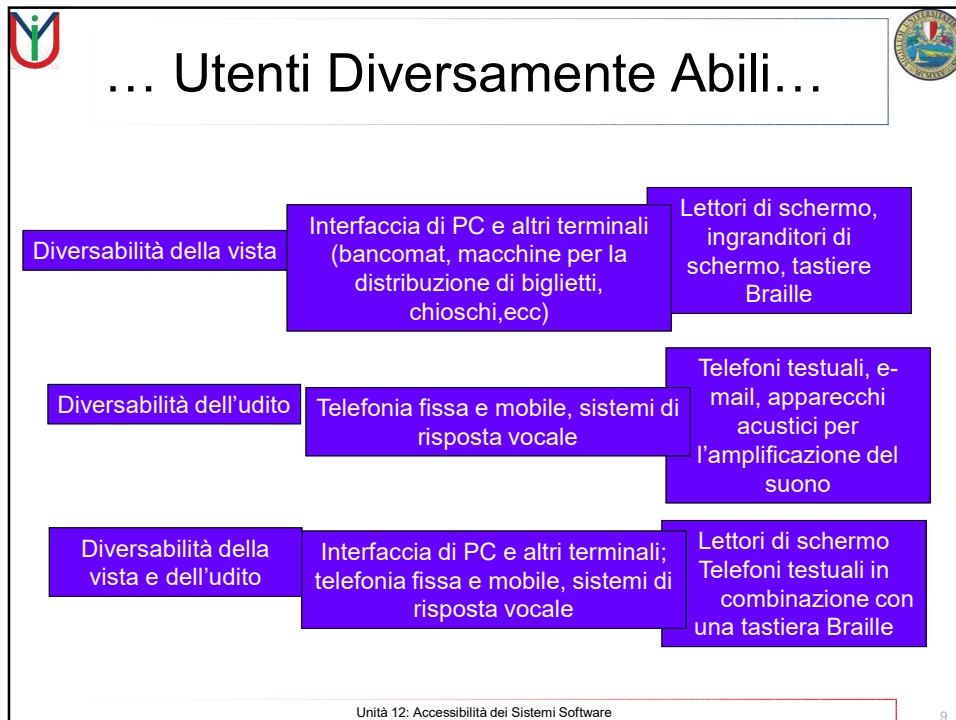 … Utenti Diversamente Abili…
Diversabilità della vista
Interfaccia di PC e altri terminali
(bancomat, macchine per la
distribuzione di biglietti,
chioschi,ecc)
Lettori di schermo,
ingranditori di
schermo, tastiere
Braille
Diversabilità dell’udito
Telefonia fissa e mobile, sistemi di
risposta vocale
Telefoni testuali, e-
mail, apparecchi
acustici per
l’amplificazione del
suono
Diversabilità della
vista e dell’udito
Interfaccia di PC e altri terminali;
telefonia fissa e mobile, sistemi di
risposta vocale
Lettori di schermo
Telefoni testuali in
combinazione con
una tastiera Braille
Unità 12: Accessibilità dei Sistemi Software
9